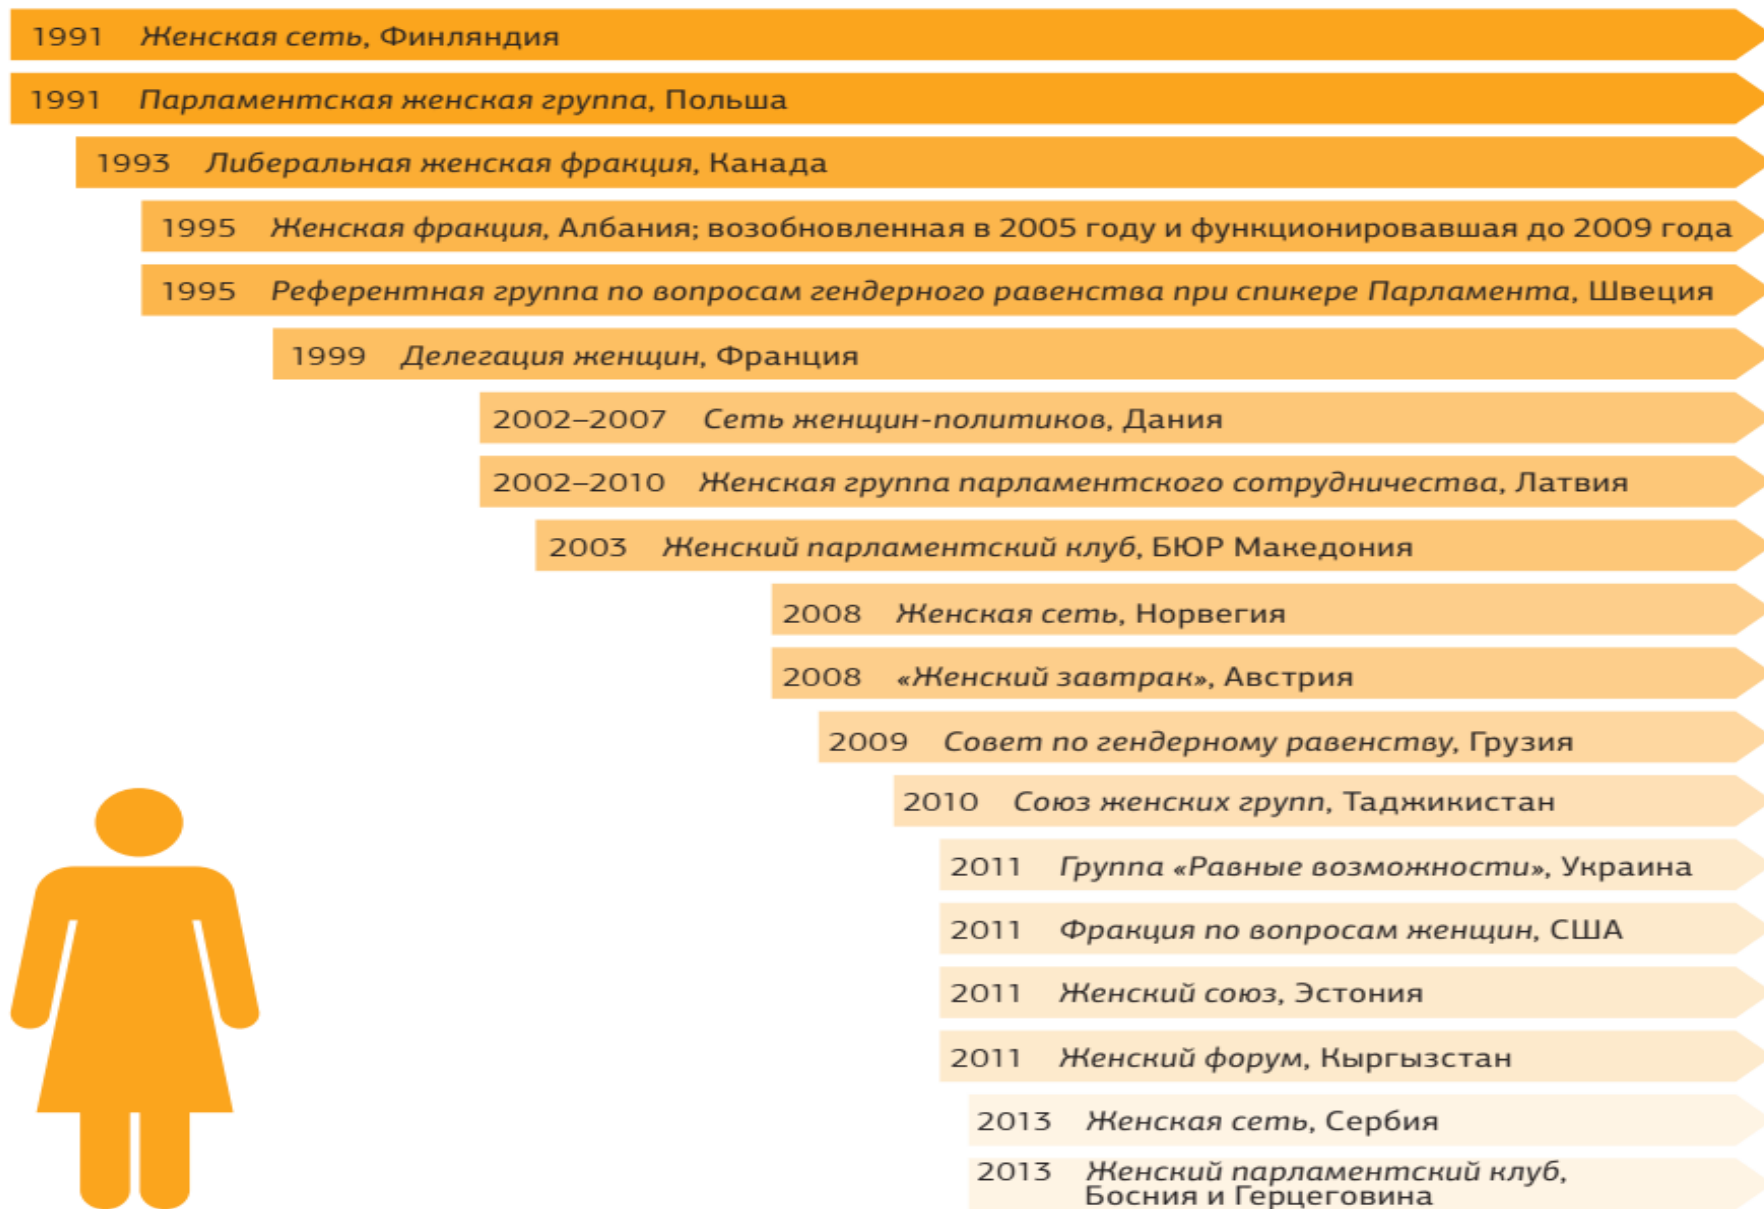 1991 Женская сеть, Финляндия
1991 Парламентская женская группа, Польша
1993 Либеральная женская фракция, Канада
1995 Женская фракция, Албания; возобновленная в 2005 году и функционировавшая до 2009 года
1995 Референтная группа по вопросам гендерного равенства при спикере Парламента, Швеция
1999 Делегация женщин, Франция
2002–2007 Сеть женщин-политиков, Дания
2002–2010 Женская группа парламентского сотрудничества, Латвия
2003 Женский парламентский клуб, БЮР Македония
2008 Женская сеть, Норвегия
2008 «Женский завтрак», Австрия
2009 Совет по гендерному равенству, Грузия
2010 Союз женских групп, Таджикистан
2011 Группа «Равные возможности», Украина
2011 Фракция по вопросам женщин, США
2011 Женский союз, Эстония
2011 Женский форум, Кыргызстан
2013 Женская сеть, Сербия
2013 Женский парламентский клуб,
Босния и Герцеговина